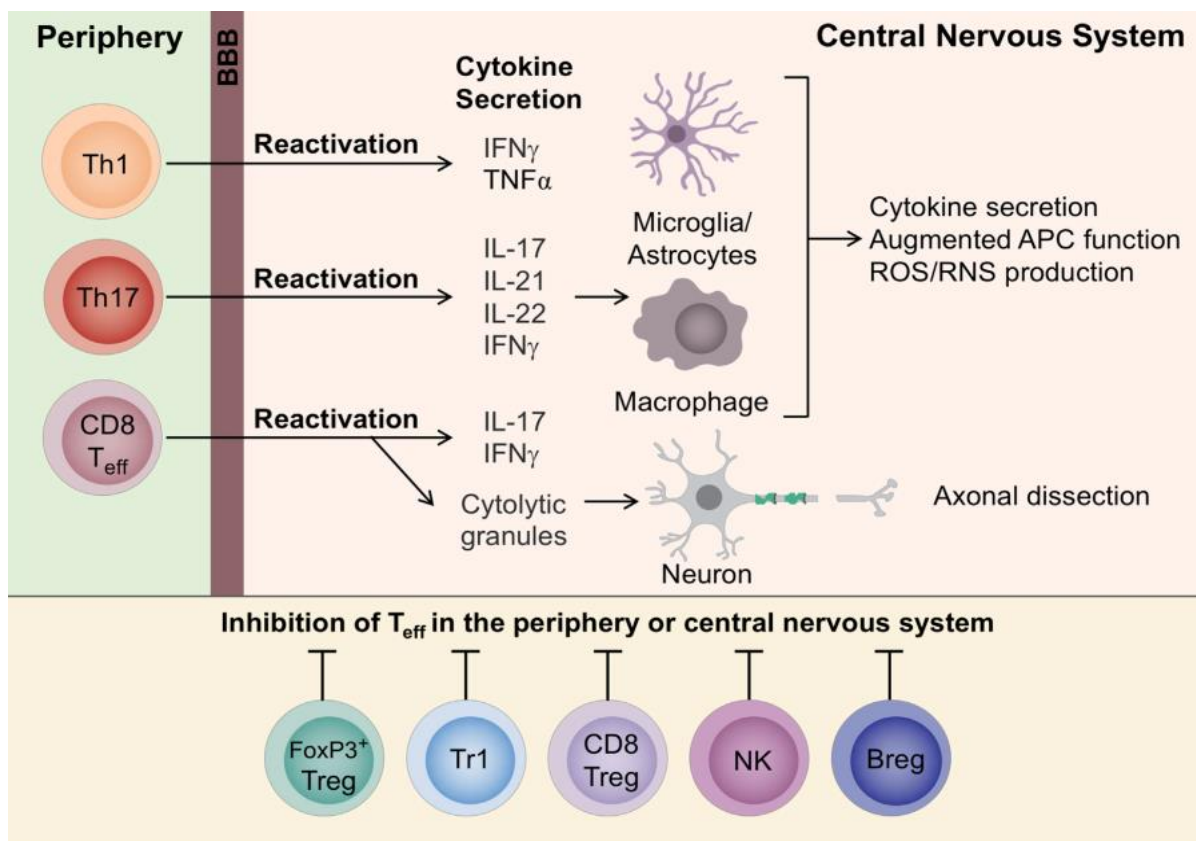 Periphery
BBB
Central Nervous System
Cytokine
Secretion
Th1
Reactivation
IFNγ
TNFα
Microglia/
Astrocytes
Th17
Reactivation
IL-17
IL-21
IL-22
IFNγ
Macrophage
Cytokine secretion
Augmented APC function
ROS/RNS production
CD8
Teff
Reactivation
IL-17
IFNγ
Cytolytic
granules
Neuron
Axonal dissection
Inhibition of Teff in the periphery or central nervous system
FoxP3+
Treg
Tr1
CD8
Treg
NK
Breg